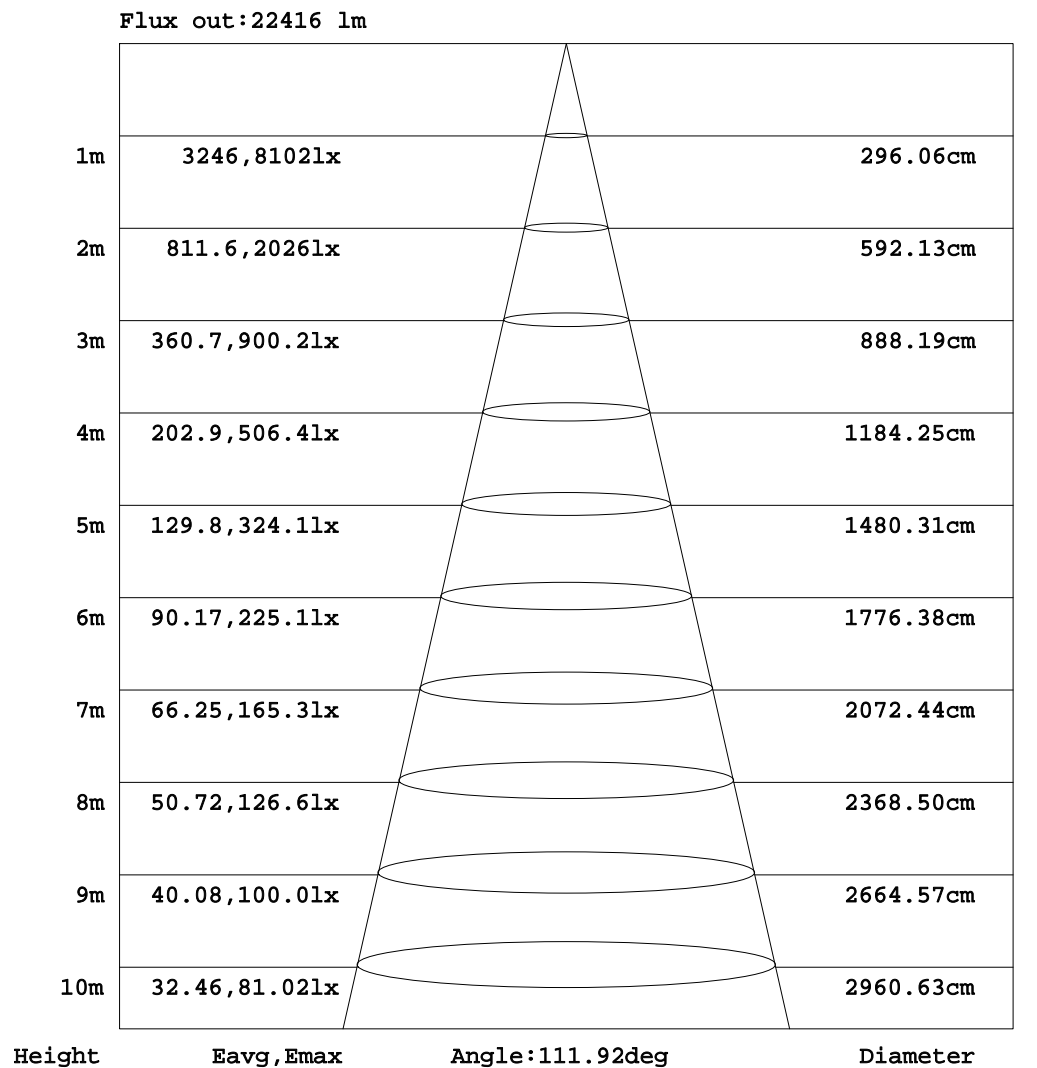 Flux out:22416 lm
1m 3246,8102lx 296.06cm
2m 811.6,2026lx 592.13cm
3m 360.7,900.2lx 888.19cm
4m 202.9,506.4lx 1184.25cm
5m 129.8,324.1lx 1480.31cm
6m 90.17,225.1lx 1776.38cm
7m 66.25,165.3lx 2072.44cm
8m 50.72,126.6lx 2368.50cm
9m 40.08,100.0lx 2664.57cm
10m 32.46,81.02lx 2960.63cm
Height Eavg,Emax Angle:111.92deg Diameter